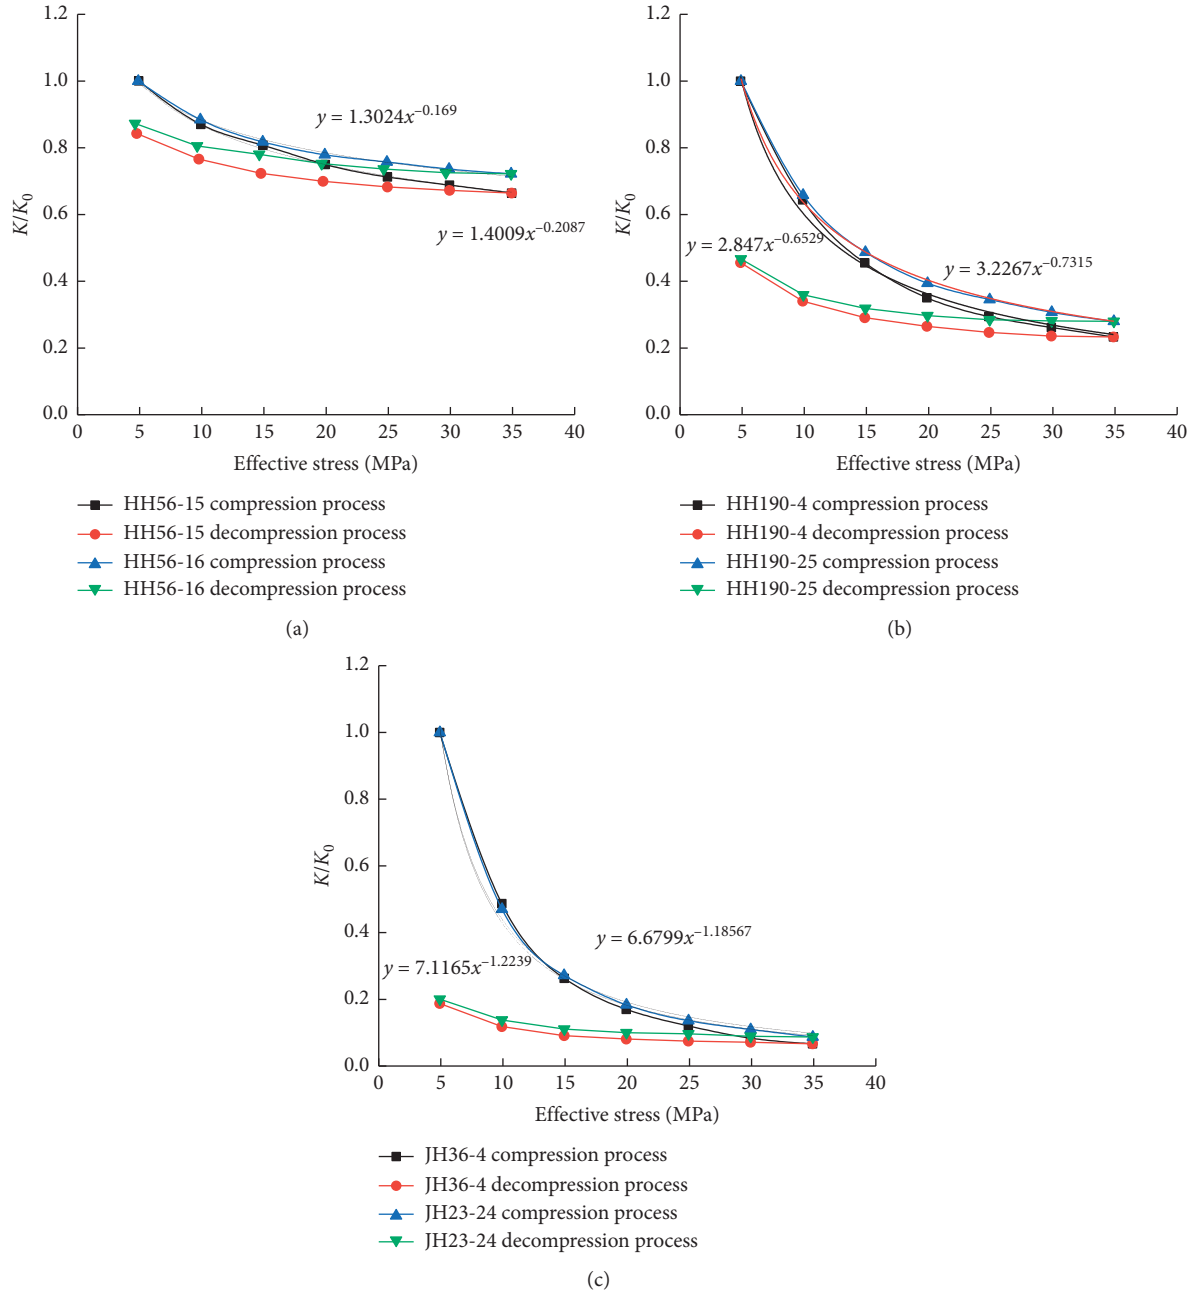 1.2
1.0
0.8
0.6
0.4
0.2
0.0
K/K0
y = 1.3024x−0.169
y = 1.4009x−0.2087
0 5 10 15 20 25 30 35 40
Effective stress (MPa)
HH56-15 compression process
HH56-15 decompression process
HH56-16 compression process
HH56-16 decompression process
(a)
1.2
1.0
0.8
0.6
0.4
0.2
0.0
K/K0
y = 2.847x−0.6529
y = 3.2267x−0.7315
0 5 10 15 20 25 30 35 40
Effective stress (MPa)
HH190-4 compression process
HH190-4 decompression process
HH190-25 compression process
HH190-25 decompression process
(b)
1.2
1.0
0.8
0.6
0.4
0.2
0.0
K/K0
y = 6.6799x−1.18567
y = 7.1165x−1.2239
0 5 10 15 20 25 30 35 40
Effective stress (MPa)
JH36-4 compression process
JH36-4 decompression process
JH23-24 compression process
JH23-24 decompression process
(c)